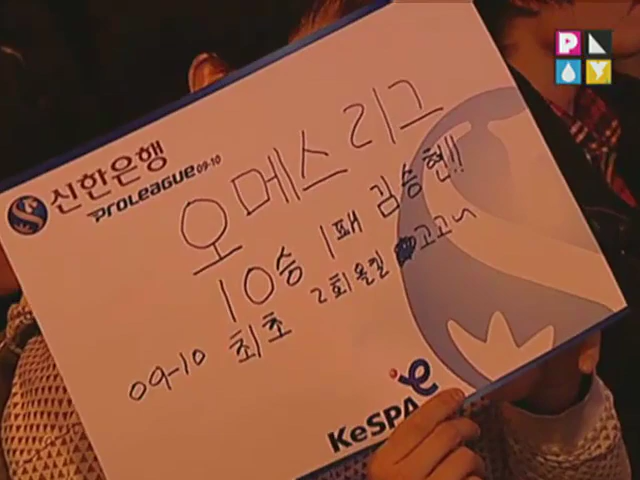 PLAY
신한은행
PROLEAGUE 09-10
오메스 리그
10승 1패 김승현!!
09-10 최초 2회 올킬 고고
KeSPA